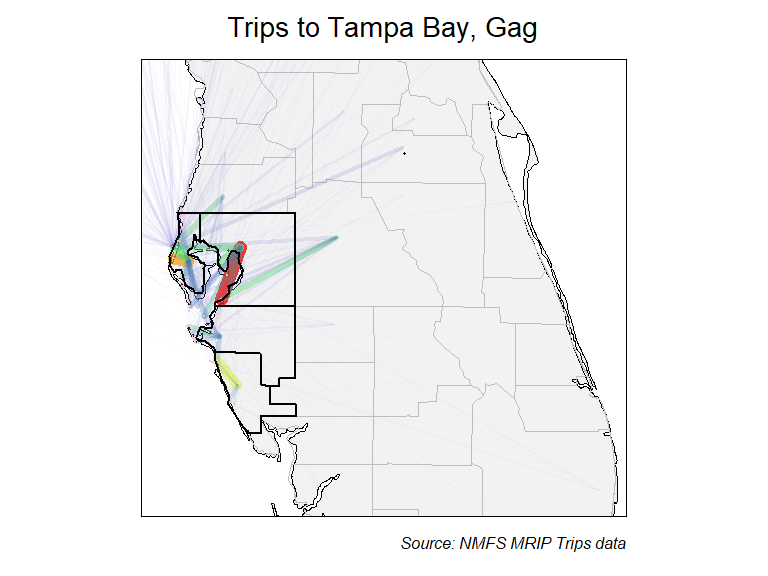 Trips to Tampa Bay, Gag
Source: NMFS MRIP Trips data